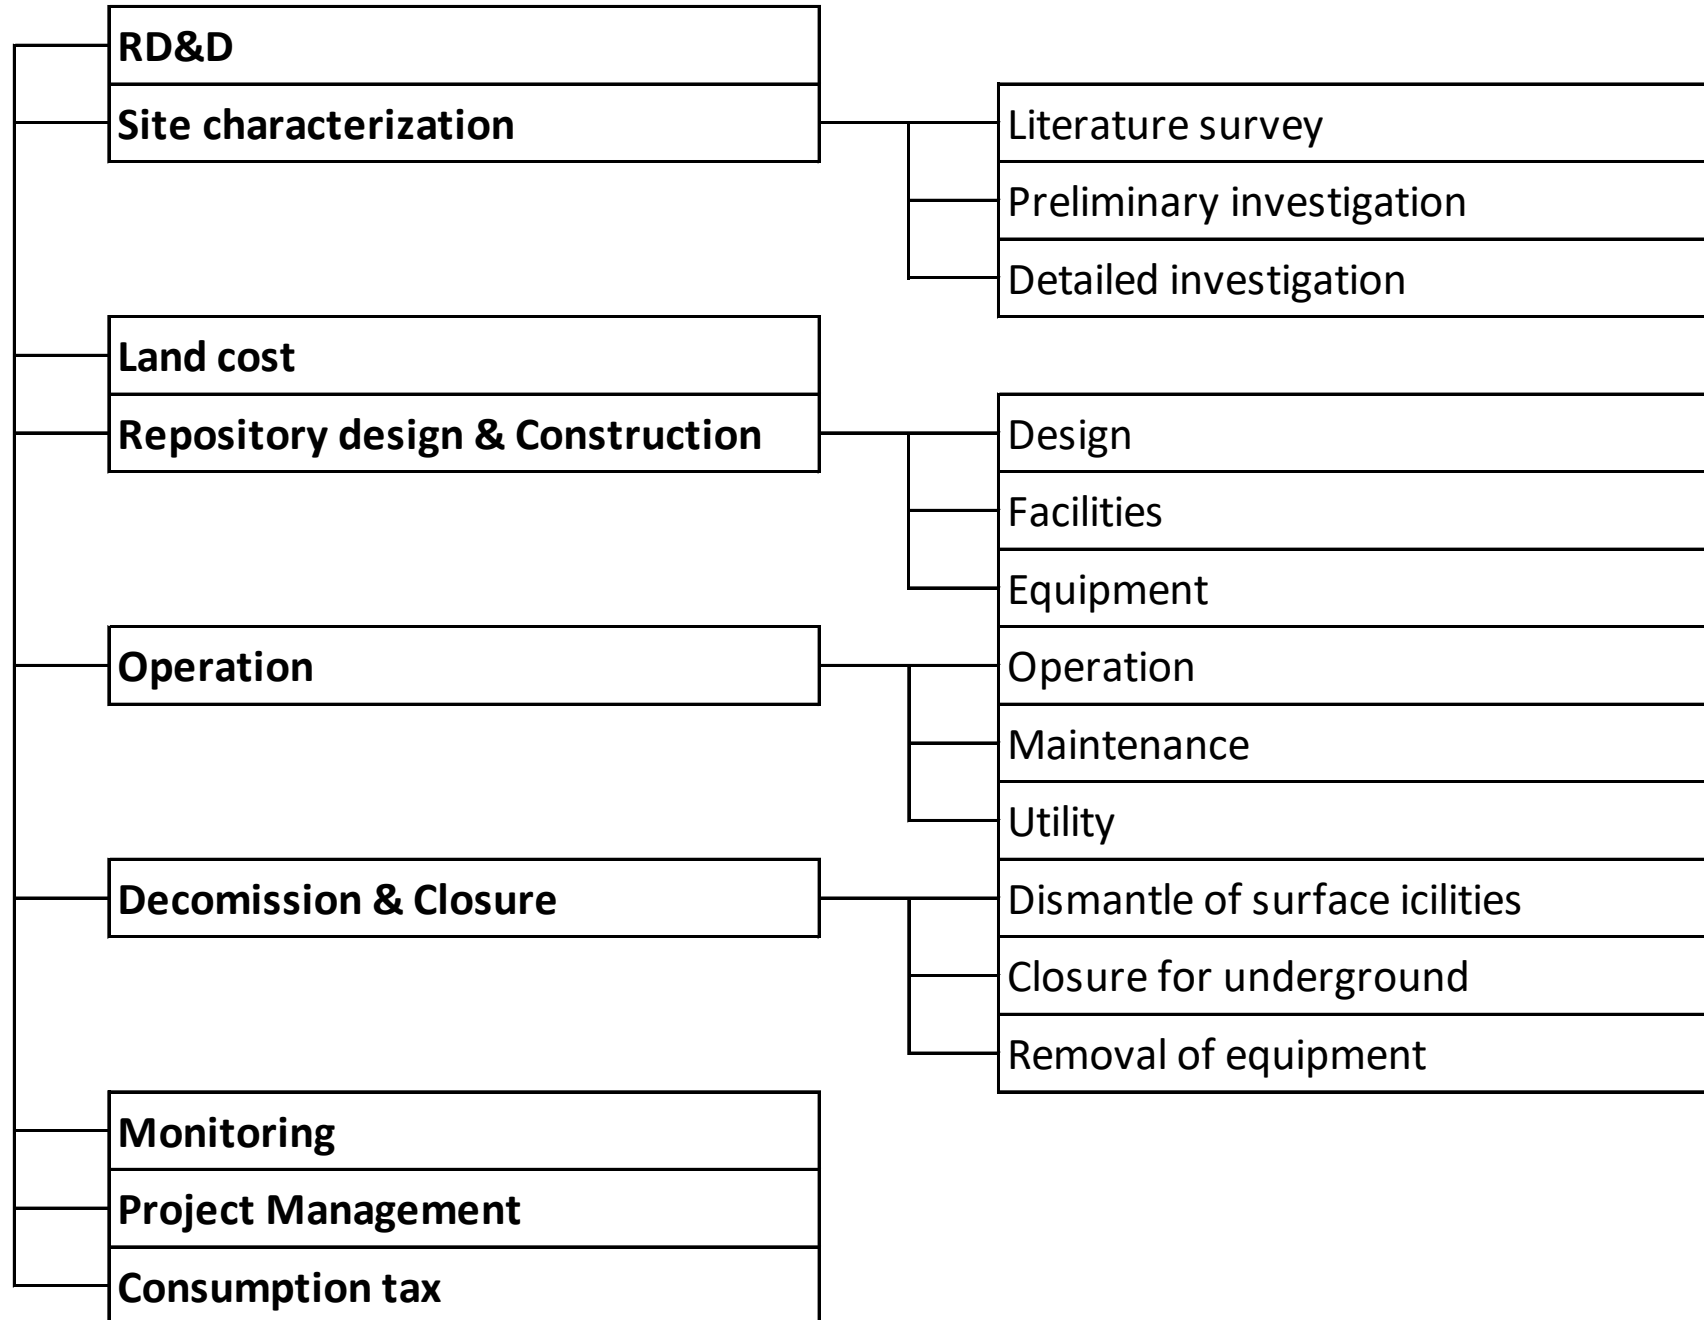 RD&D
Site characterization
Literature survey
Preliminary investigation
Detailed investigation
Land cost
Repository design & Construction
Design
Facilities
Equipment
Operation
Operation
Maintenance
Utility
Decomission & Closure
Dismantle of surface icilities
Closure for underground
Removal of equipment
Monitoring
Project Management
Consumption tax